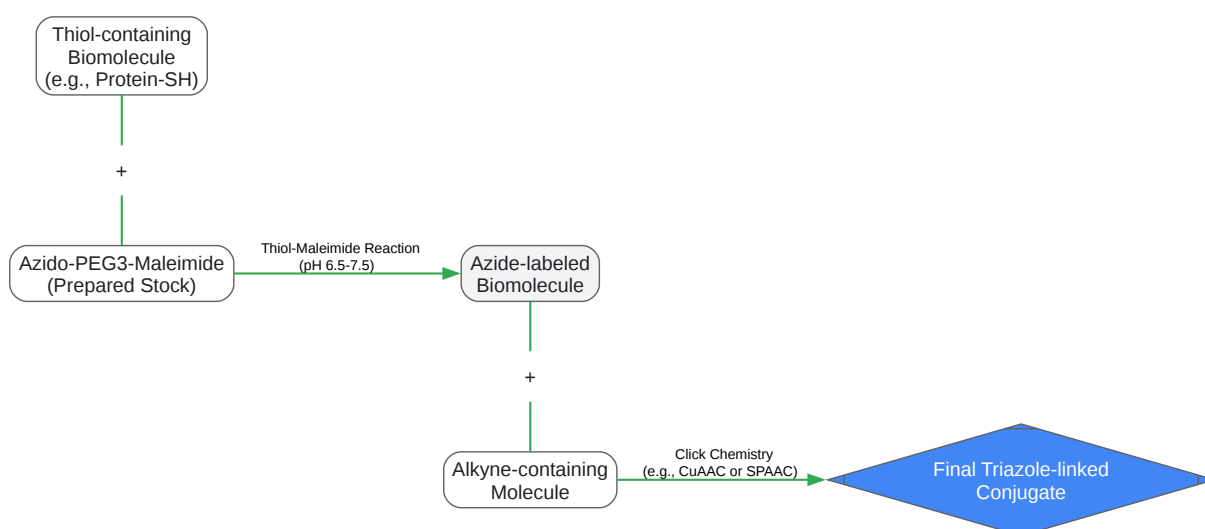 Thiol-containing
Biomolecule
(e.g., Protein-SH)
+
Azido-PEG3-Maleimide
(Prepared Stock)
Thiol-Maleimide Reaction
(pH 6.5-7.5)
Azide-labeled
Biomolecule
+
Alkyne-containing
Molecule
Click Chemistry
(e.g., CuAAC or SPAAC)
Final Triazole-linked
Conjugate